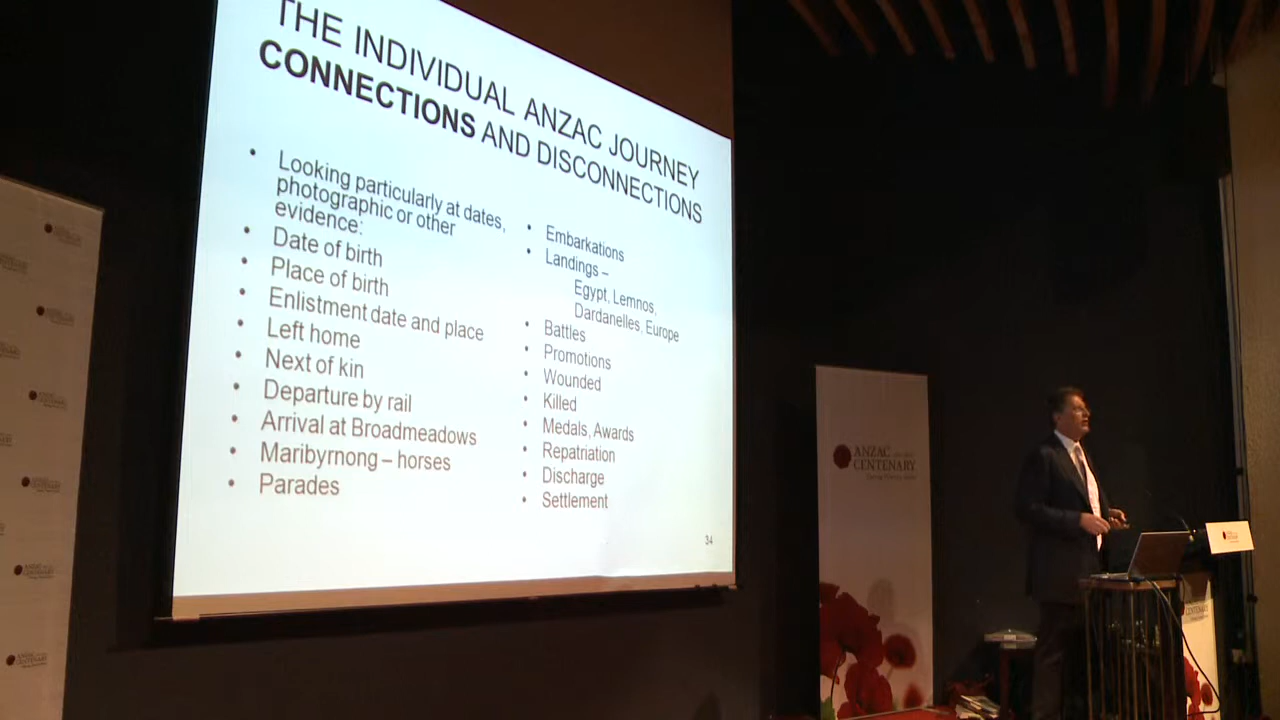 THE INDIVIDUAL ANZAC JOURNEY
CONNECTIONS AND DISCONNECTIONS
• Looking particularly at dates,
photographic or other
evidence:
• Date of birth
• Place of birth
• Enlistment date and place
• Left home
• Next of kin
• Departure by rail
• Arrival at Broadmeadows
• Maribyrnong – horses
• Parades
• Embarkations
• Landings –
Egypt, Lemnos,
Dardanelles, Europe
• Battles
• Promotions
• Wounded
• Killed
• Medals, Awards
• Repatriation
• Discharge
• Settlement
34
ANZAC
CENTENARY